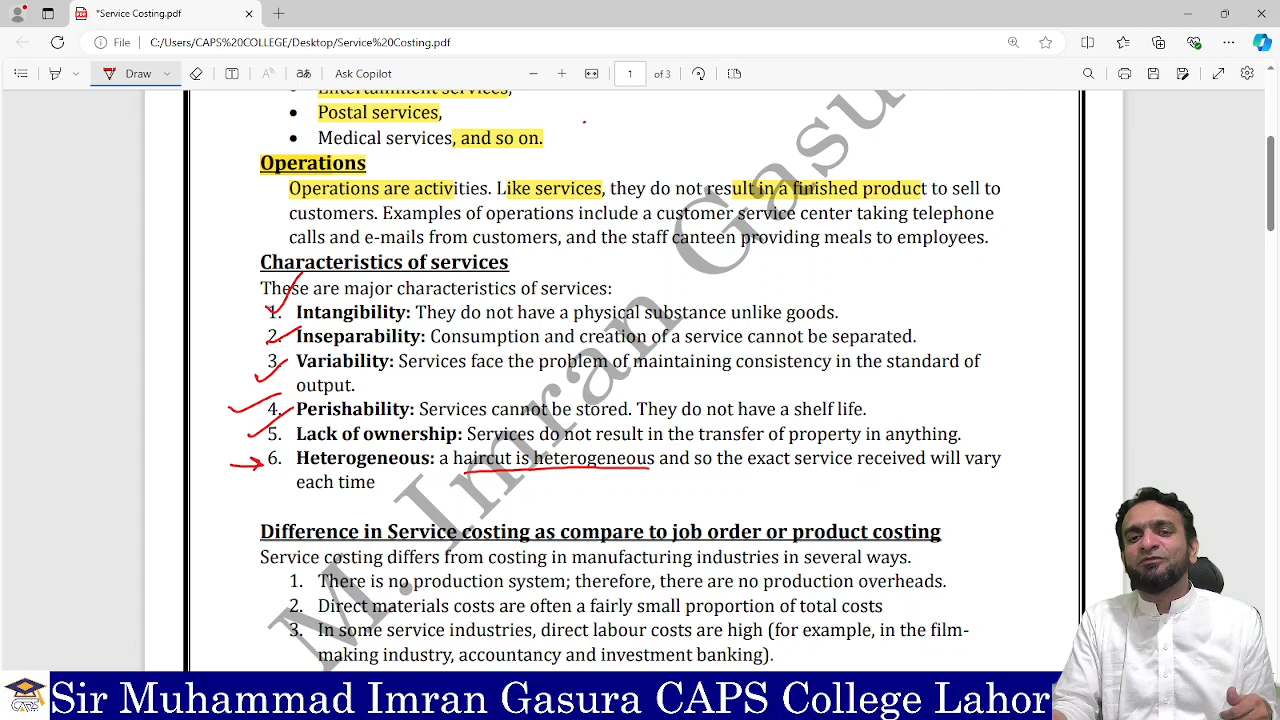 *Service Costing.pdf
File C:/Users/CAPS%20COLLEGE/Desktop/Service%20Costing.pdf
Draw Ask Copilot 1 of 3
• Entertainment services,
• Postal services,
• Medical services, and so on.
Operations
Operations are activities. Like services, they do not result in a finished product to sell to
customers. Examples of operations include a customer service center taking telephone
calls and e-mails from customers, and the staff canteen providing meals to employees.
Characteristics of services
These are major characteristics of services:
1. Intangibility: They do not have a physical substance unlike goods.
2. Inseparability: Consumption and creation of a service cannot be separated.
3. Variability: Services face the problem of maintaining consistency in the standard of
output.
4. Perishability: Services cannot be stored. They do not have a shelf life.
5. Lack of ownership: Services do not result in the transfer of property in anything.
6. Heterogeneous: a haircut is heterogeneous and so the exact service received will vary
each time
Difference in Service costing as compare to job order or product costing
Service costing differs from costing in manufacturing industries in several ways.
1. There is no production system; therefore, there are no production overheads.
2. Direct materials costs are often a fairly small proportion of total costs
3. In some service industries, direct labour costs are high (for example, in the film-
making industry, accountancy and investment banking).
M. Imran Gasu
CAPS
Sir Muhammad Imran Gasura CAPS College Lahor